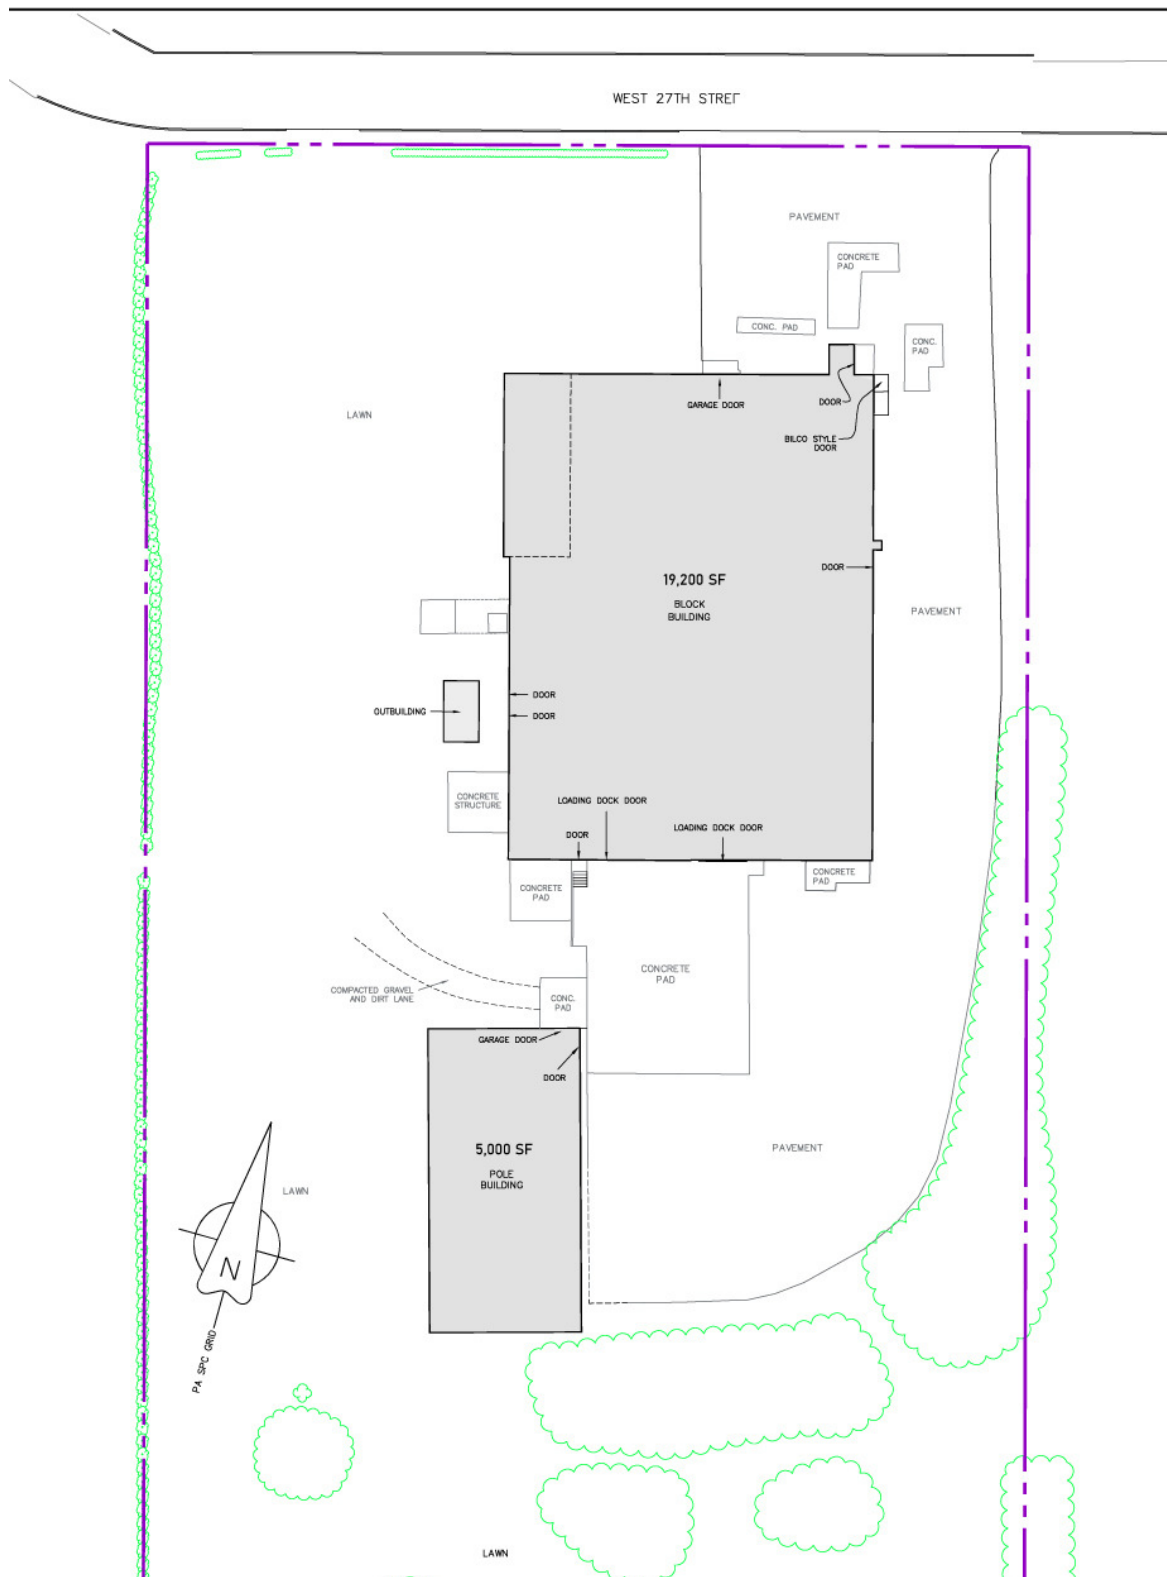 WEST 27TH STREET
PAVEMENT
CONCRETE
PAD
CONC. PAD
CONC.
PAD
GARAGE DOOR
DOOR
LAWN
BILCO STYLE
DOOR
DOOR
19,200 SF
BLOCK
BUILDING
PAVEMENT
DOOR
OUTBUILDING
DOOR
CONCRETE
STRUCTURE
LOADING DOCK DOOR
DOOR
LOADING DOCK DOOR
CONCRETE
PAD
CONCRETE
PAD
CONCRETE
PAD
COMPACTED GRAVEL
AND DIRT LANE
CONC.
PAD
GARAGE DOOR
DOOR
5,000 SF
POLE
BUILDING
PAVEMENT
LAWN
N
PA SPC GRID
LAWN